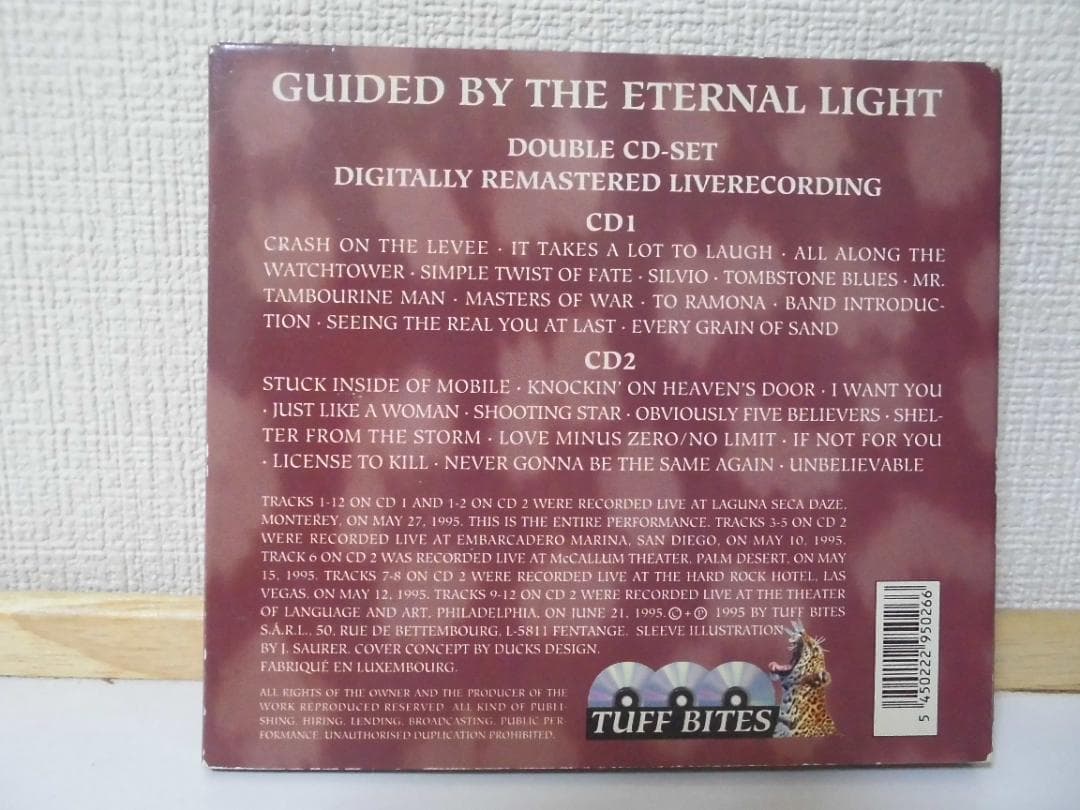 GUIDED BY THE ETERNAL LIGHT
DOUBLE CD-SET
DIGITALLY REMASTERED LIVERECORDING
CD1
CRASH ON THE LEVEE · IT TAKES A LOT TO LAUGH · ALL ALONG THE
WATCHTOWER · SIMPLE TWIST OF FATE · SILVIO · TOMBSTONE BLUES · MR.
TAMBOURINE MAN · MASTERS OF WAR · TO RAMONA · BAND INTRODUC-
TION · SEEING THE REAL YOU AT LAST · EVERY GRAIN OF SAND
CD2
STUCK INSIDE OF MOBILE · KNOCKIN' ON HEAVEN'S DOOR · I WANT YOU
· JUST LIKE A WOMAN · SHOOTING STAR · OBVIOUSLY FIVE BELIEVERS · SHEL-
TER FROM THE STORM · LOVE MINUS ZERO/NO LIMIT · IF NOT FOR YOU
· LICENSE TO KILL · NEVER GONNA BE THE SAME AGAIN · UNBELIEVABLE
TRACKS 1-12 ON CD 1 AND 1-2 ON CD 2 WERE RECORDED LIVE AT LAGUNA SECA DAZE,
MONTEREY, ON MAY 27, 1995. THIS IS THE ENTIRE PERFORMANCE. TRACKS 3-5 ON CD 2
WERE RECORDED LIVE AT EMBARCADERO MARINA, SAN DIEGO, ON MAY 10, 1995.
TRACK 6 ON CD 2 WAS RECORDED LIVE AT McCALLUM THEATER, PALM DESERT, ON MAY
15, 1995. TRACKS 7-8 ON CD 2 WERE RECORDED LIVE AT THE HARD ROCK HOTEL, LAS
VEGAS, ON MAY 12, 1995. TRACKS 9-12 ON CD 2 WERE RECORDED LIVE AT THE THEATER
OF LANGUAGE AND ART, PHILADELPHIA, ON JUNE 21, 1995. ©+℗ 1995 BY TUFF BITES
S.Á.R.L., 50, RUE DE BETTEMBOURG, L-5811 FENTANGE. SLEEVE ILLUSTRATION
BY J. SAURER. COVER CONCEPT BY DUCKS DESIGN.
FABRIQUÉ EN LUXEMBOURG.
ALL RIGHTS OF THE OWNER AND THE PRODUCER OF THE
WORK REPRODUCED RESERVED. ALL KIND OF PUBLI-
SHING, HIRING, LENDING, BROADCASTING, PUBLIC PER-
FORMANCE, UNAUTHORISED DUPLICATION PROHIBITED.
TUFF BITES
5 450222 950266